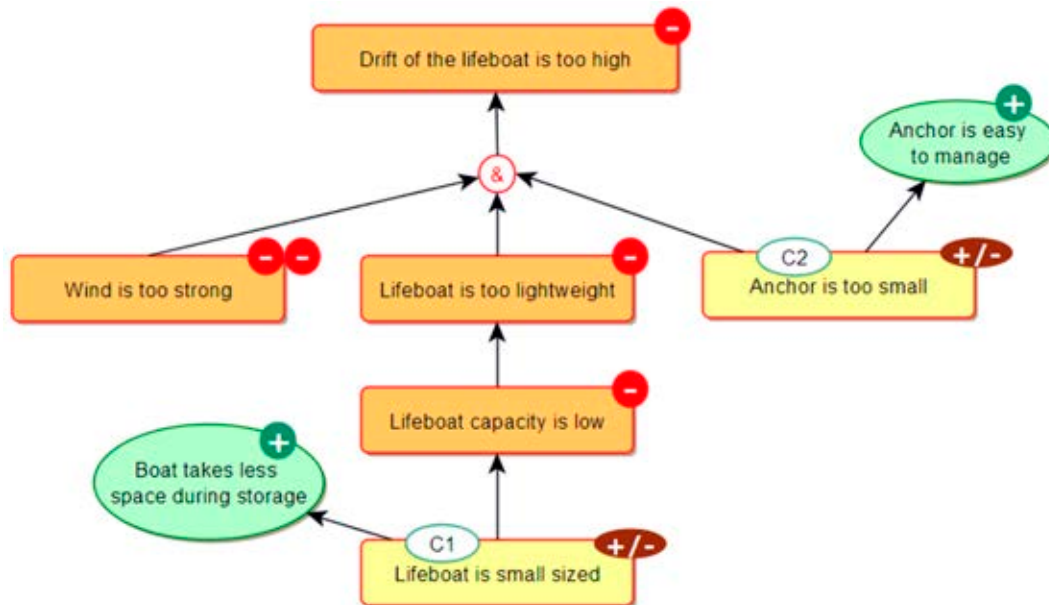 -
Drift of the lifeboat is too high
+
Anchor is easy
to manage
&
- -
Wind is too strong
-
Lifeboat is too lightweight
C2
+/-
Anchor is too small
-
Lifeboat capacity is low
+
Boat takes less
space during storage
C1
+/-
Lifeboat is small sized